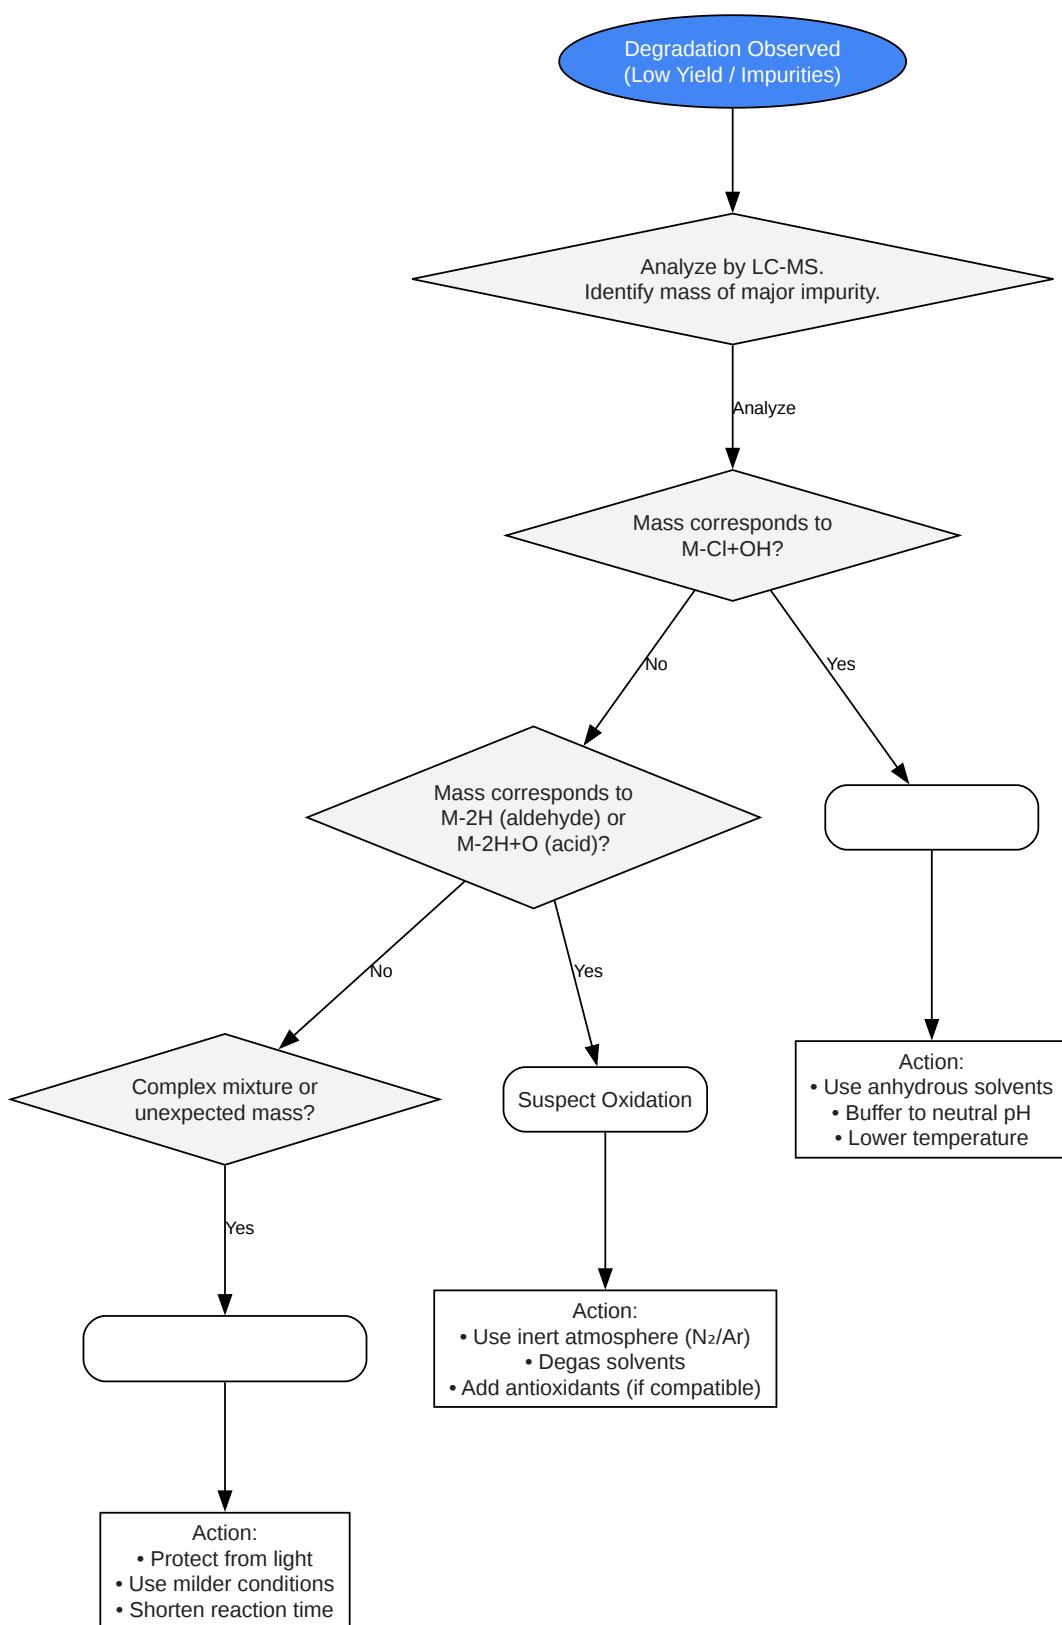 Degradation Observed
(Low Yield / Impurities)
Analyze by LC-MS.
Identify mass of major impurity.
Analyze
Mass corresponds to
M-Cl+OH?
No
Yes
Mass corresponds to
M-2H (aldehyde) or
M-2H+O (acid)?
No
Yes
Complex mixture or
unexpected mass?
Suspect Oxidation
Action:
• Use anhydrous solvents
• Buffer to neutral pH
• Lower temperature
Yes
Action:
• Use inert atmosphere (N₂/Ar)
• Degas solvents
• Add antioxidants (if compatible)
Action:
• Protect from light
• Use milder conditions
• Shorten reaction time